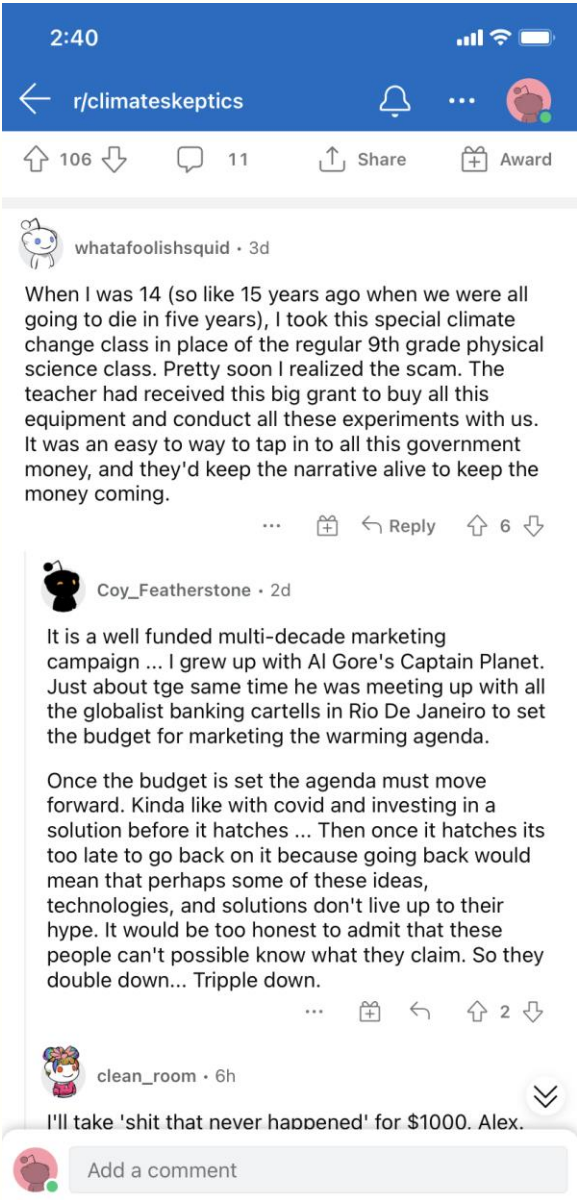 2:40
r/climateskeptics
106
11
Share
Award
whatafoolishsquid • 3d
When I was 14 (so like 15 years ago when we were all
going to die in five years), I took this special climate
change class in place of the regular 9th grade physical
science class. Pretty soon I realized the scam. The
teacher had received this big grant to buy all this
equipment and conduct all these experiments with us.
It was an easy to way to tap in to all this government
money, and they'd keep the narrative alive to keep the
money coming.
Reply
6
Coy_Featherstone • 2d
It is a well funded multi-decade marketing
campaign ... I grew up with Al Gore's Captain Planet.
Just about tge same time he was meeting up with all
the globalist banking cartells in Rio De Janeiro to set
the budget for marketing the warming agenda.
Once the budget is set the agenda must move
forward. Kinda like with covid and investing in a
solution before it hatches ... Then once it hatches its
too late to go back on it because going back would
mean that perhaps some of these ideas,
technologies, and solutions don't live up to their
hype. It would be too honest to admit that these
people can't possible know what they claim. So they
double down... Tripple down.
2
clean_room • 6h
I'll take 'shit that never happened' for $1000, Alex.
Add a comment